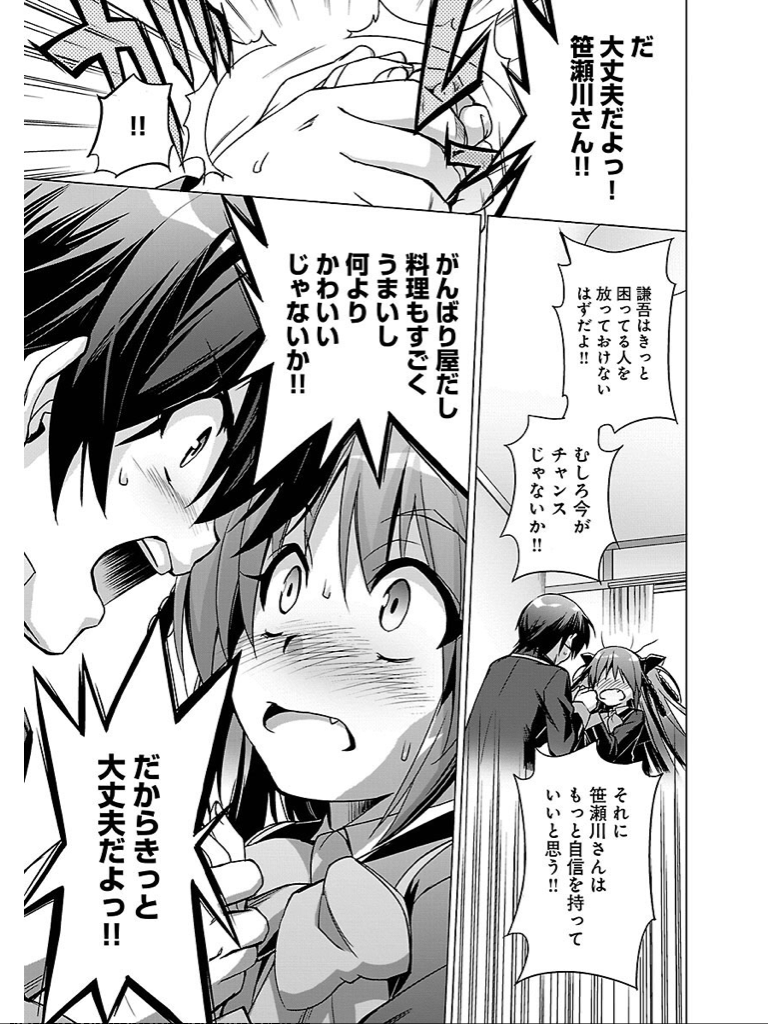 だ
大丈夫だよっ!
笹瀬川さん!!
!!
謙吾はきっと
困ってる人を
放っておけない
はずだよ!!
むしろ今が
チャンス
じゃないか!!
それに
笹瀬川さんは
もっと自信を持って
いいと思う!!
がんばり屋だし
料理もすごく
うまいし
何より
かわいい
じゃないか!!
だからきっと
大丈夫だよっ!!